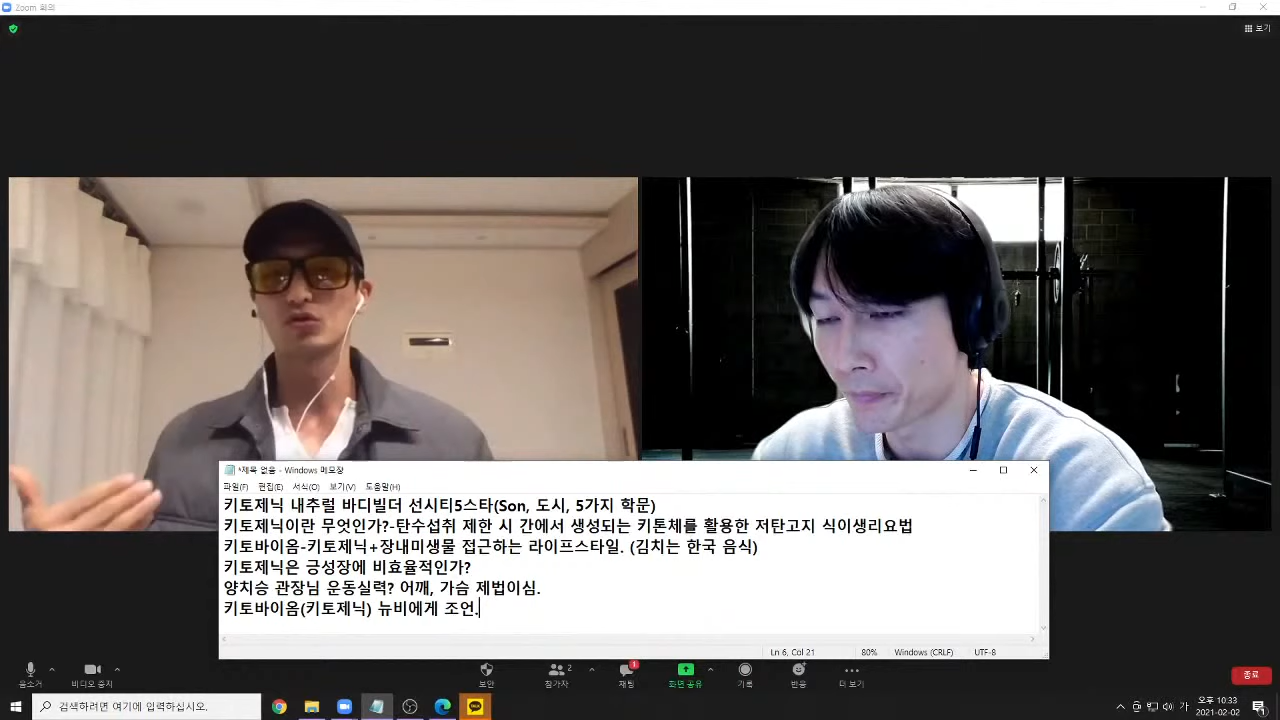 Zoom 회의
보기
*제목 없음 - Windows 메모장
파일(F) 편집(E) 서식(O) 보기(V) 도움말(H)
키토제닉 내추럴 바디빌더 선시티5스타(Son, 도시, 5가지 학문)
키토제닉이란 무엇인가?-탄수섭취 제한 시 간에서 생성되는 키톤체를 활용한 저탄고지 식이생리요법
키토바이옴-키토제닉+장내미생물 접근하는 라이프스타일. (김치는 한국 음식)
키토제닉은 긍성장에 비효율적인가?
양치승 관장님 운동실력? 어깨, 가슴 제법이심.
키토바이옴(키토제닉) 뉴비에게 조언.
Ln 6, Col 21 80% Windows (CRLF) UTF-8
음소거 비디오 중지 보안 참가자 2 채팅 1 화면 공유 기록 반응 더 보기 종료
검색하려면 여기에 입력하십시오.
TALK
가 오후 10:33
2021-02-02
1